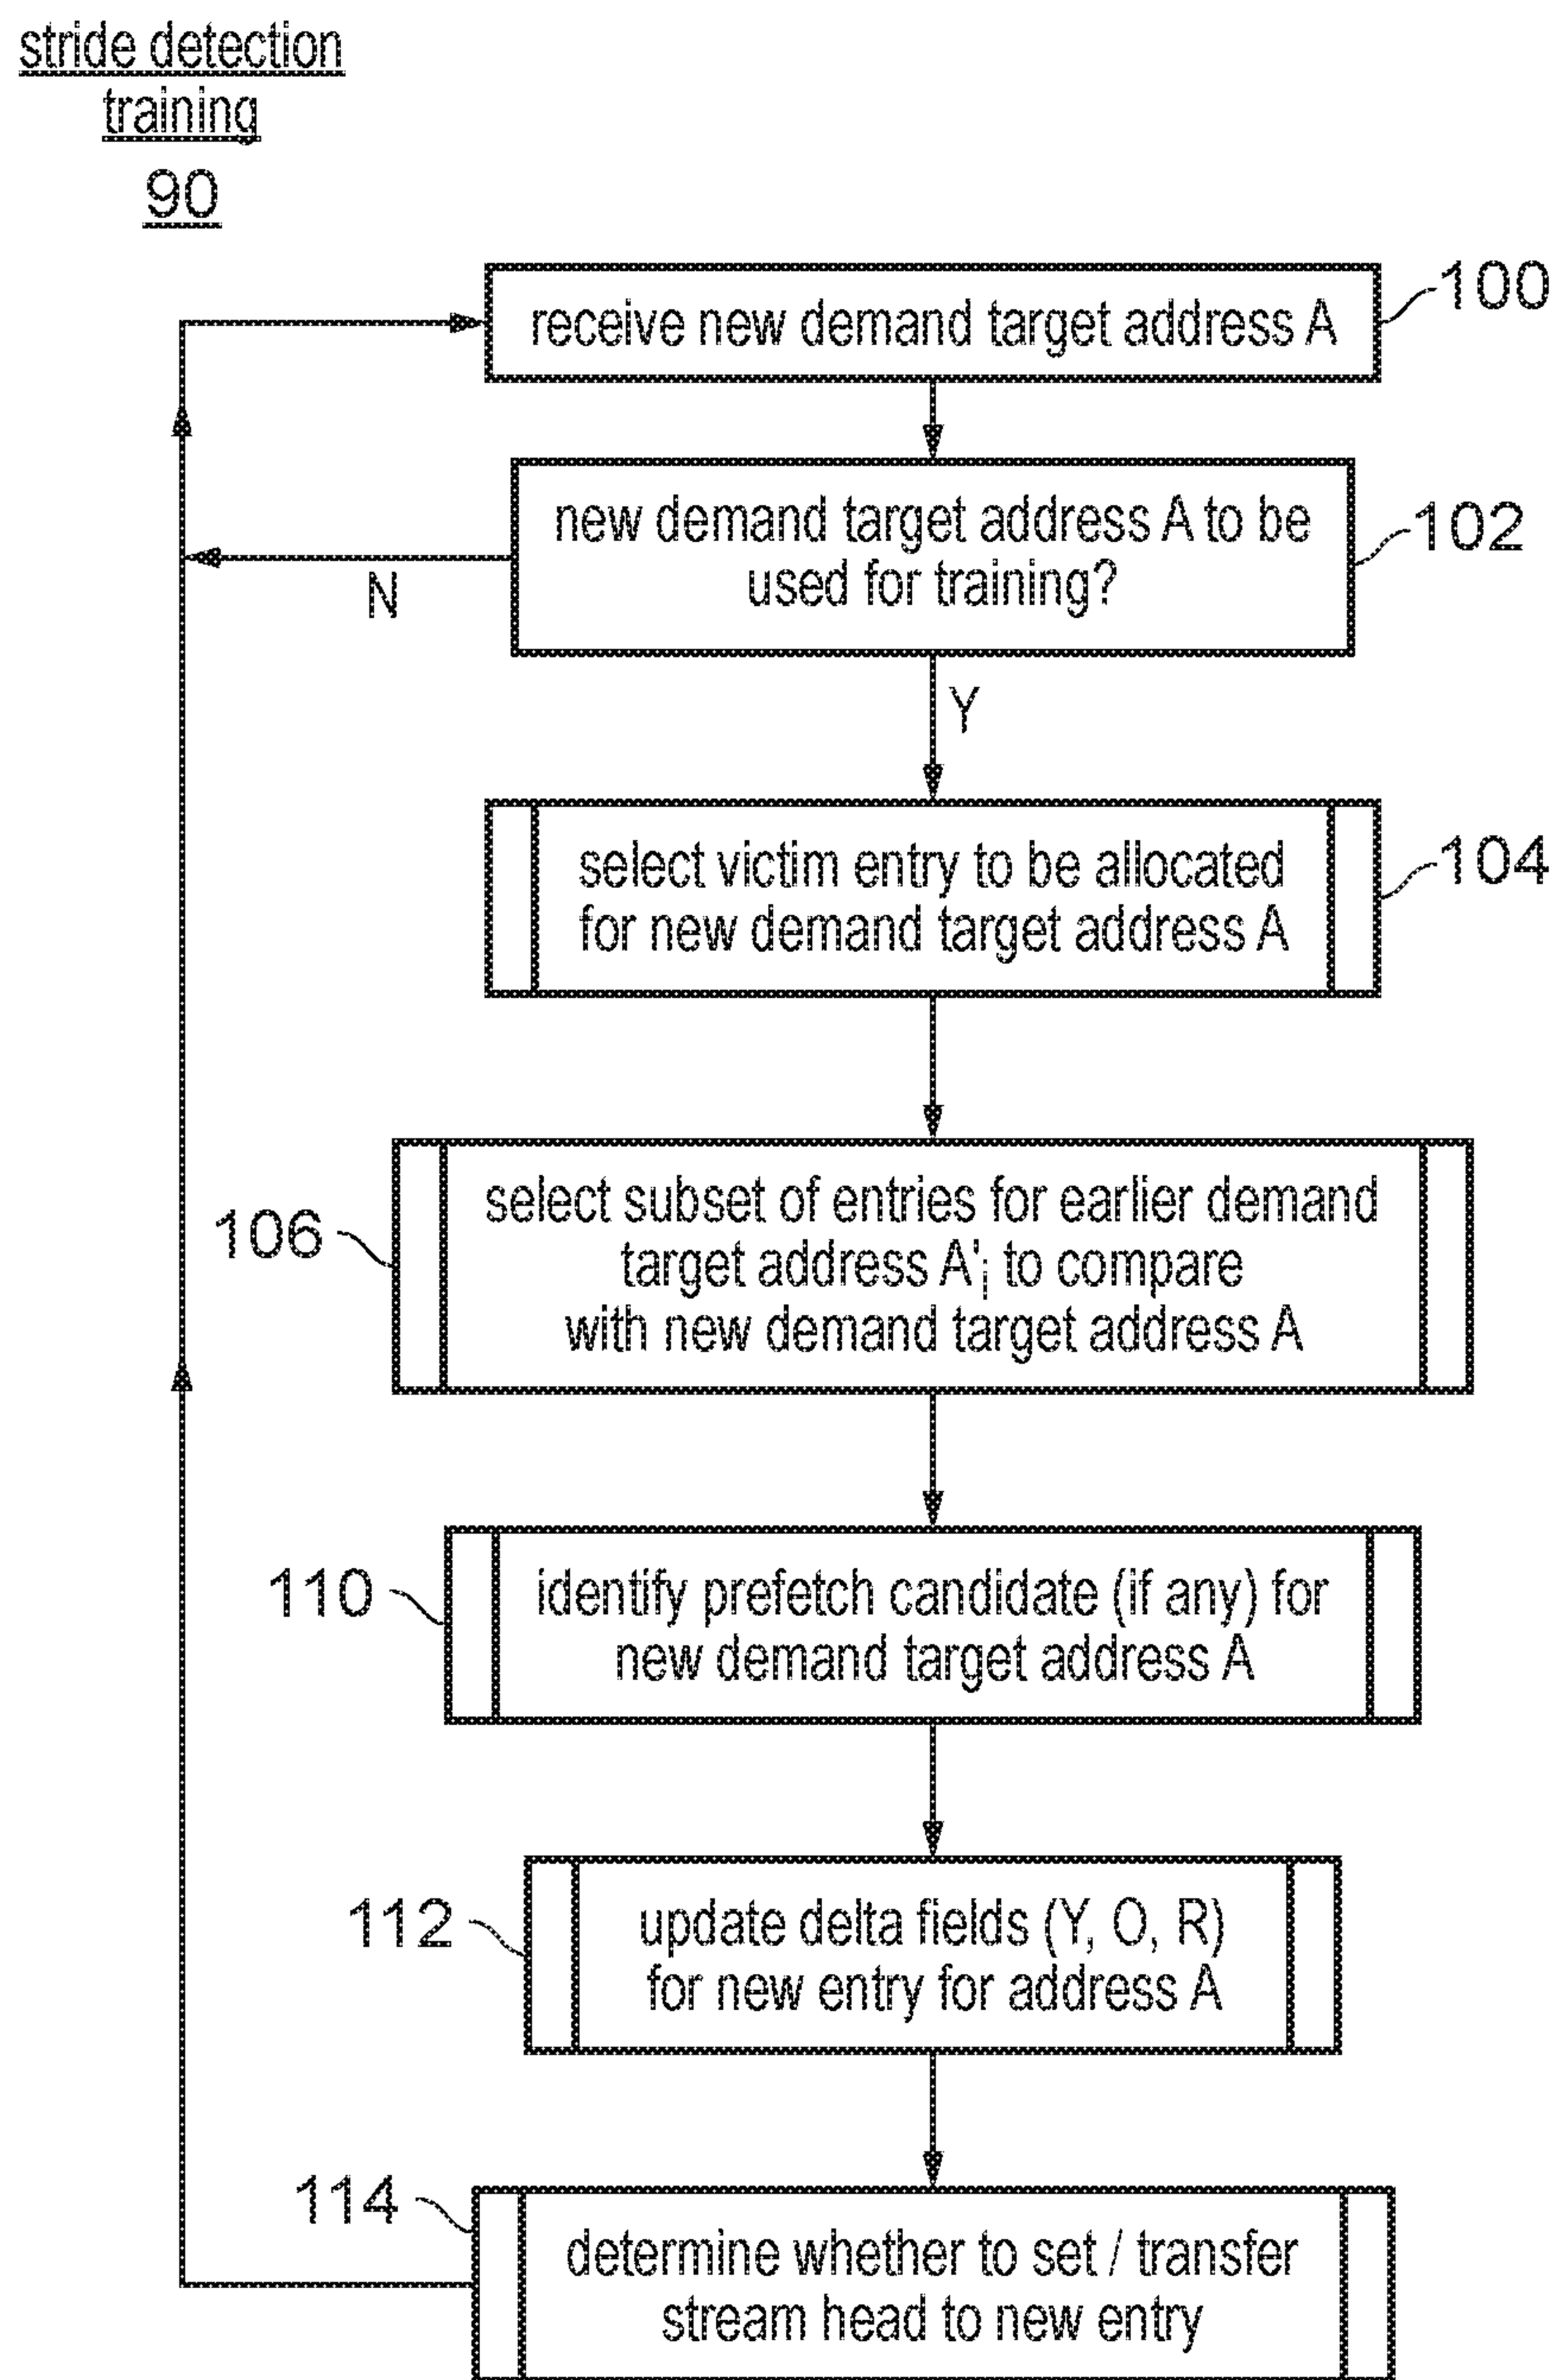 stride detection
training
90
receive new demand target address A
100
new demand target address A to be
used for training?
102
N
Y
select victim entry to be allocated
for new demand target address A
104
select subset of entries for earlier demand
target address A'i to compare
with new demand target address A
106
identify prefetch candidate (if any) for
new demand target address A
110
update delta fields (Y, O, R)
for new entry for address A
112
determine whether to set / transfer
stream head to new entry
114